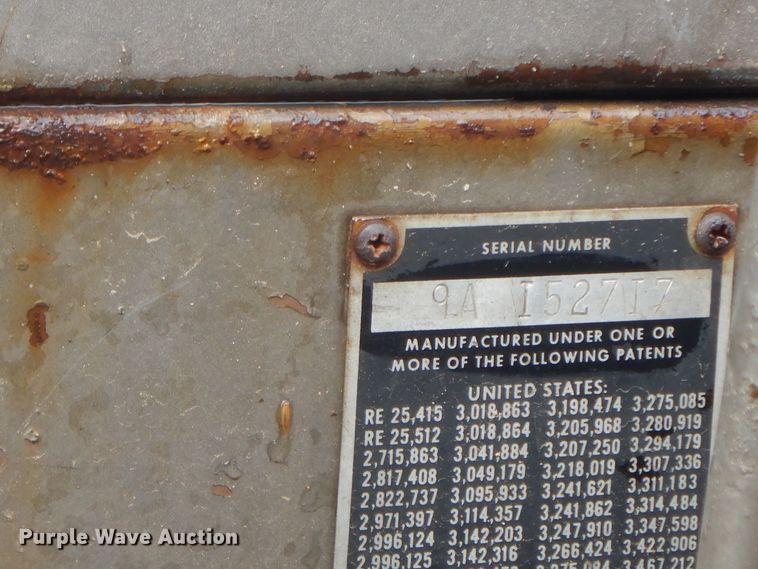 SERIAL NUMBER
9A I527I7
MANUFACTURED UNDER ONE OR
MORE OF THE FOLLOWING PATENTS
UNITED STATES:
RE 25,415 3,018,863 3,198,474 3,275,085
RE 25,512 3,018,864 3,205,968 3,280,919
2,715,863 3,041,884 3,207,250 3,294,179
2,817,408 3,049,179 3,218,019 3,307,336
2,822,737 3,095,933 3,241,621 3,311,183
2,971,397 3,114,357 3,241,862 3,314,484
2,996,124 3,142,203 3,247,910 3,347,598
2,996,125 3,142,316 3,266,424 3,422,906
3,275,084 3,467,212
Purple Wave Auction